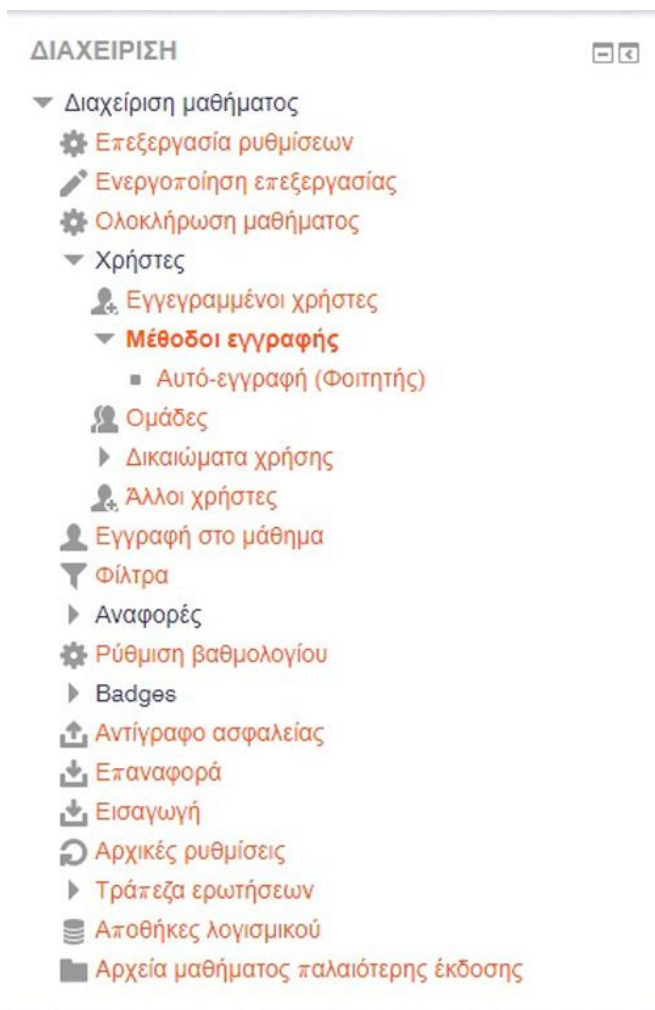 ΔΙΑΧΕΙΡΙΣΗ
Διαχείριση μαθήματος
Επεξεργασία ρυθμίσεων
Ενεργοποίηση επεξεργασίας
Ολοκλήρωση μαθήματος
Χρήστες
Εγγεγραμμένοι χρήστες
Μέθοδοι εγγραφής
Αυτό-εγγραφή (Φοιτητής)
Ομάδες
Δικαιώματα χρήσης
Άλλοι χρήστες
Εγγραφή στο μάθημα
Φίλτρα
Αναφορές
Ρύθμιση βαθμολογίου
Badges
Αντίγραφο ασφαλείας
Επαναφορά
Εισαγωγή
Αρχικές ρυθμίσεις
Τράπεζα ερωτήσεων
Αποθήκες λογισμικού
Αρχεία μαθήματος παλαιότερης έκδοσης